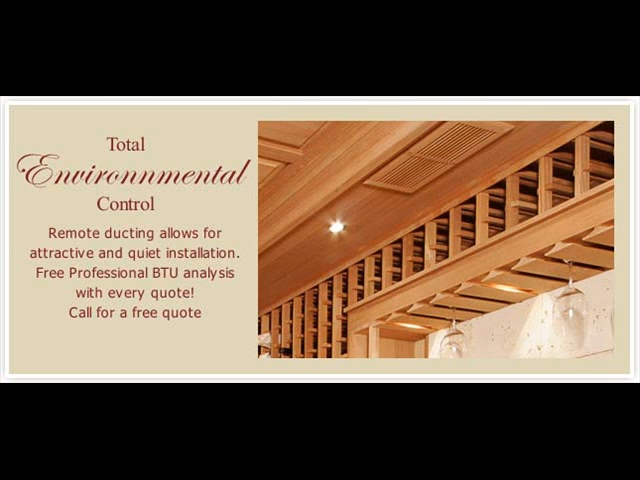 Total
Environnmental
Control
Remote ducting allows for
attractive and quiet installation.
Free Professional BTU analysis
with every quote!
Call for a free quote